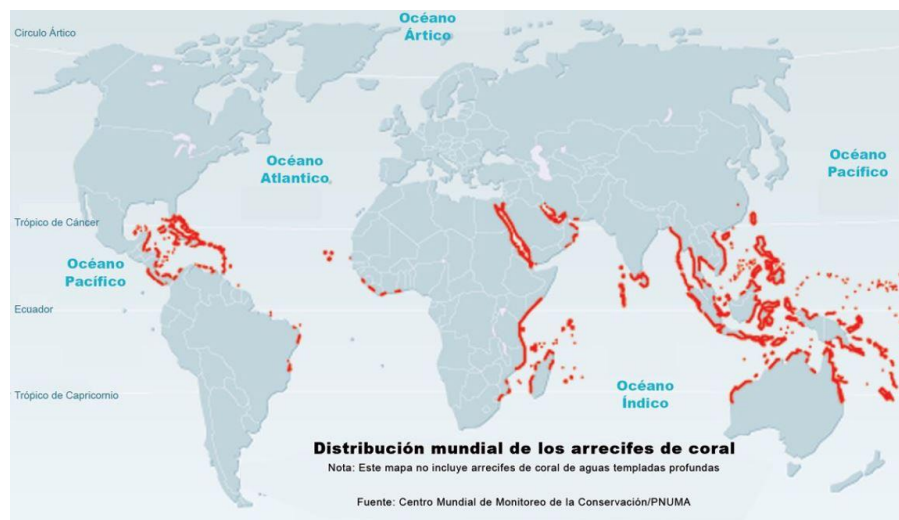 Océano
Ártico
Circulo Ártico
Océano
Atlantico
Océano
Pacífico
Trópico de Cáncer
Océano
Pacífico
Ecuador
Océano
Índico
Trópico de Capricornio
Distribución mundial de los arrecifes de coral
Nota: Este mapa no incluye arrecifes de coral de aguas templadas profundas
Fuente: Centro Mundial de Monitoreo de la Conservación/PNUMA